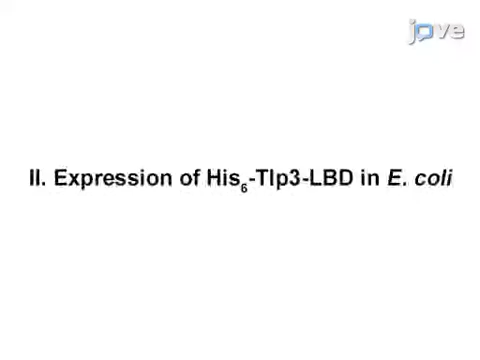 jove
II. Expression of His6-Tlp3-LBD in E. coli